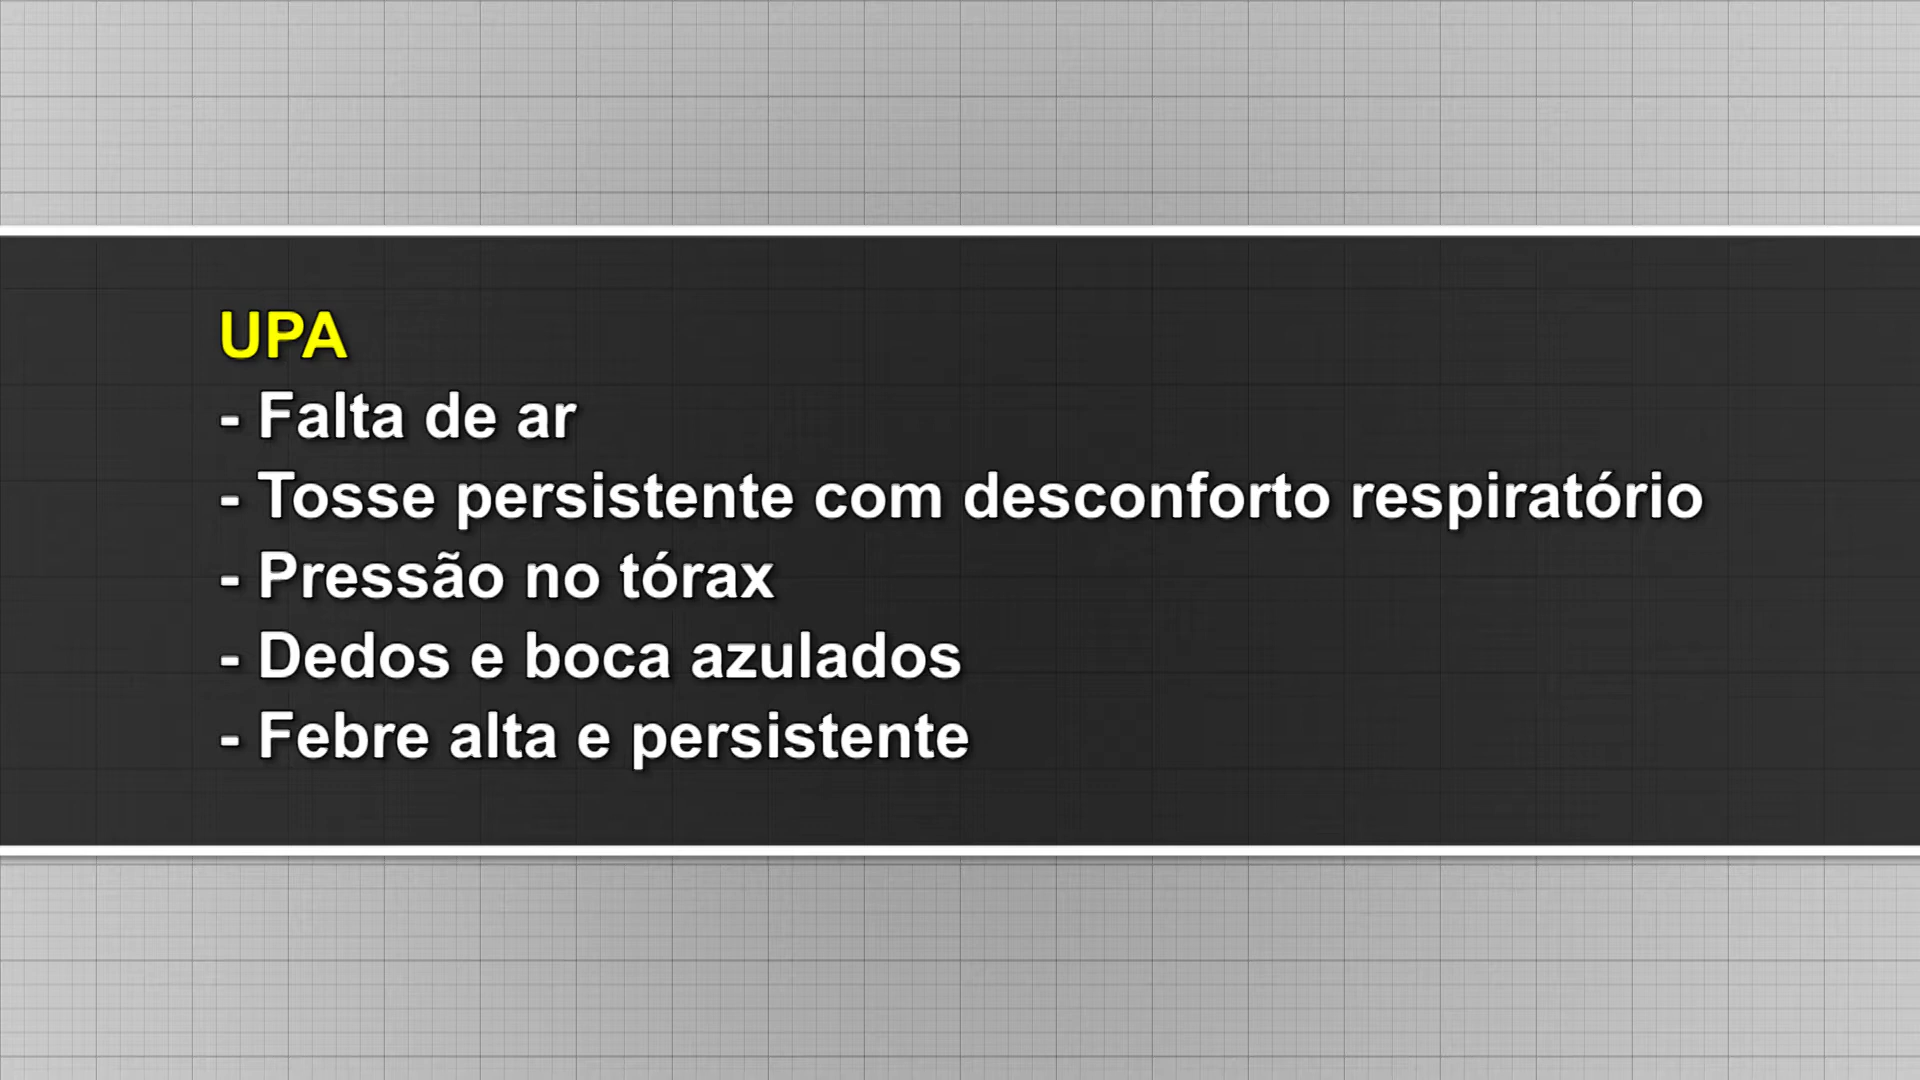 UPA
- Falta de ar
- Tosse persistente com desconforto respiratório
- Pressão no tórax
- Dedos e boca azulados
- Febre alta e persistente